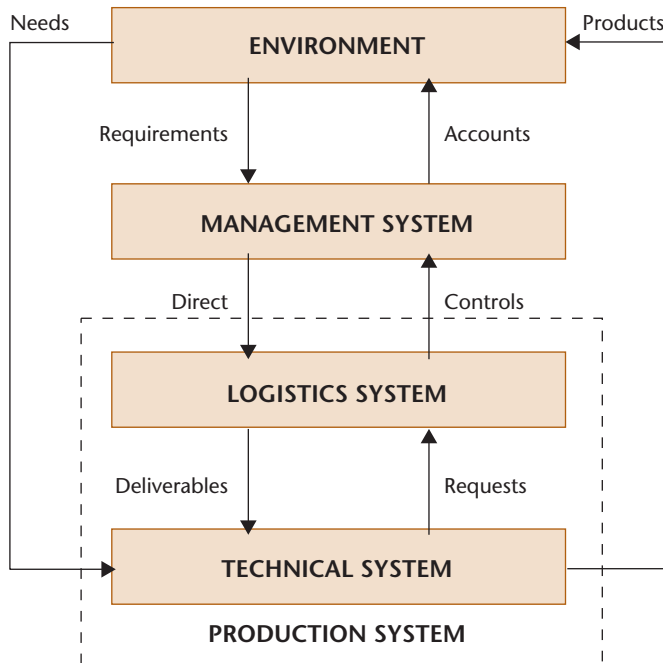 Needs
Products
ENVIRONMENT
Requirements
Accounts
MANAGEMENT SYSTEM
Direct
Controls
LOGISTICS SYSTEM
Deliverables
Requests
TECHNICAL SYSTEM
PRODUCTION SYSTEM